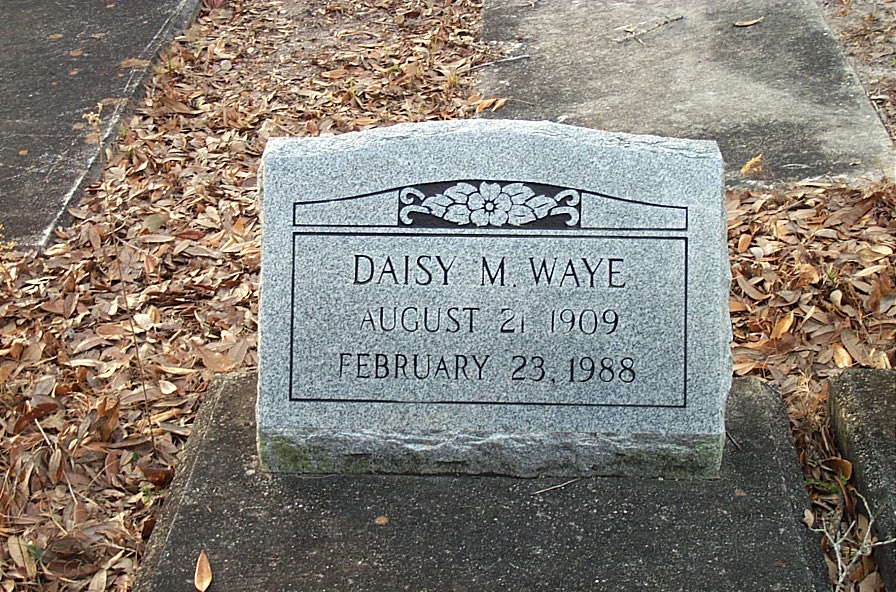 DAISY M. WAYE
AUGUST 21 1909
FEBRUARY 23, 1988